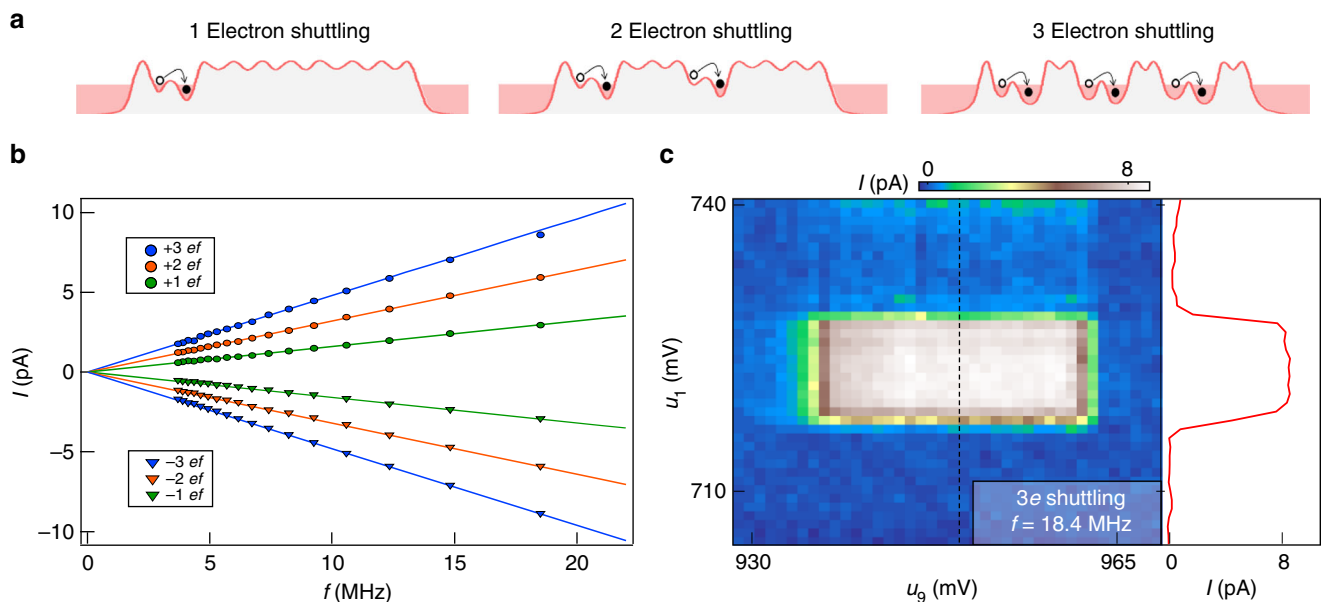 a
1 Electron shuttling
2 Electron shuttling
3 Electron shuttling
b
10
5
0
−5
−10
I (pA)
+3 ef
+2 ef
+1 ef
−3 ef
−2 ef
−1 ef
0
5
10
15
20
f (MHz)
c
I (pA)
0
8
740
710
u1 (mV)
3e shuttling
f = 18.4 MHz
930
965
u9 (mV)
0
8
I (pA)